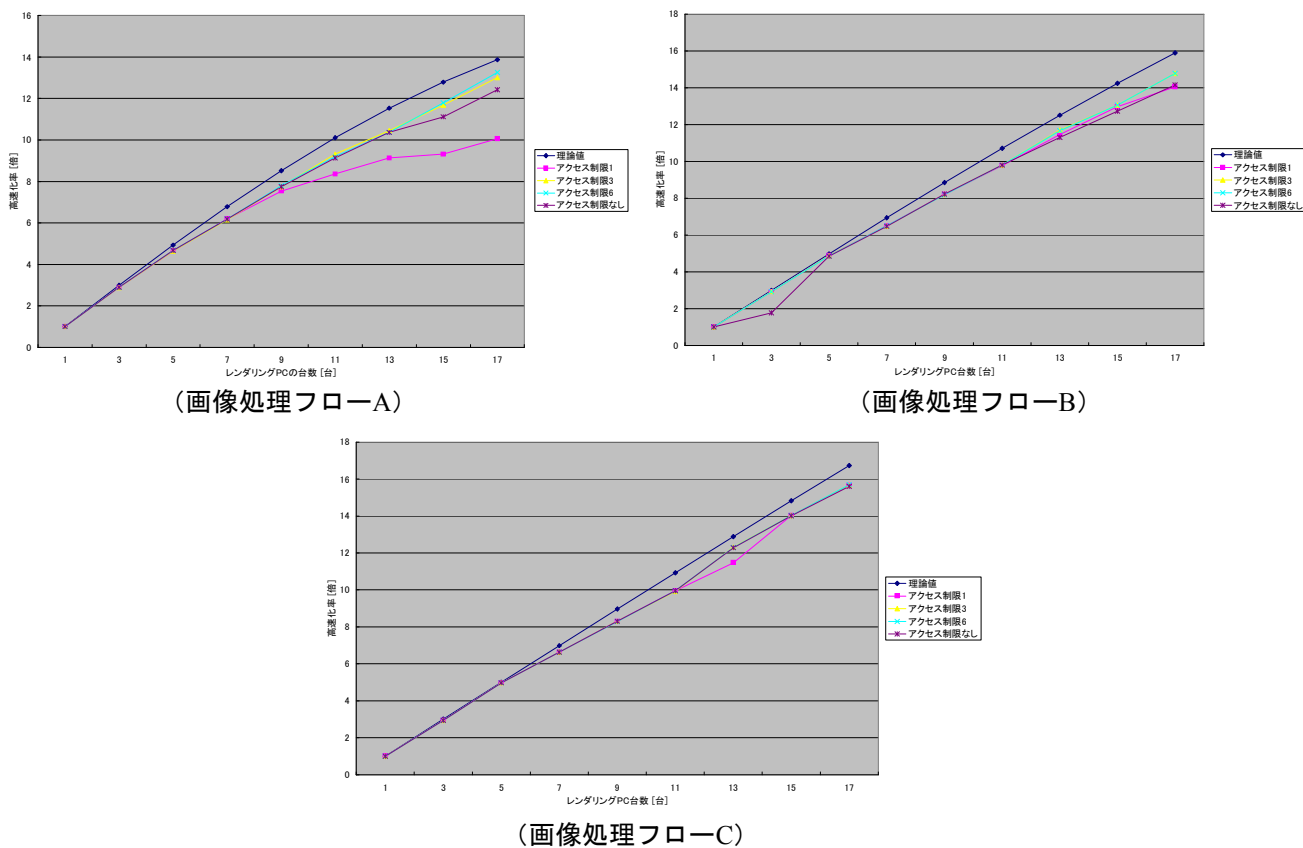 16
14
12
10
8
6
4
2
0
高速化率 [倍]
1 3 5 7 9 11 13 15 17
レンダリングPCの台数 [台]
理論値
アクセス制限1
アクセス制限3
アクセス制限6
アクセス制限なし
（画像処理フローA）
18
16
14
12
10
8
6
4
2
0
高速化率 [倍]
1 3 5 7 9 11 13 15 17
レンダリングPC台数 [台]
理論値
アクセス制限1
アクセス制限3
アクセス制限6
アクセス制限なし
（画像処理フローB）
18
16
14
12
10
8
6
4
2
0
高速化率 [倍]
1 3 5 7 9 11 13 15 17
レンダリングPC台数 [台]
理論値
アクセス制限1
アクセス制限3
アクセス制限6
アクセス制限なし
（画像処理フローC）